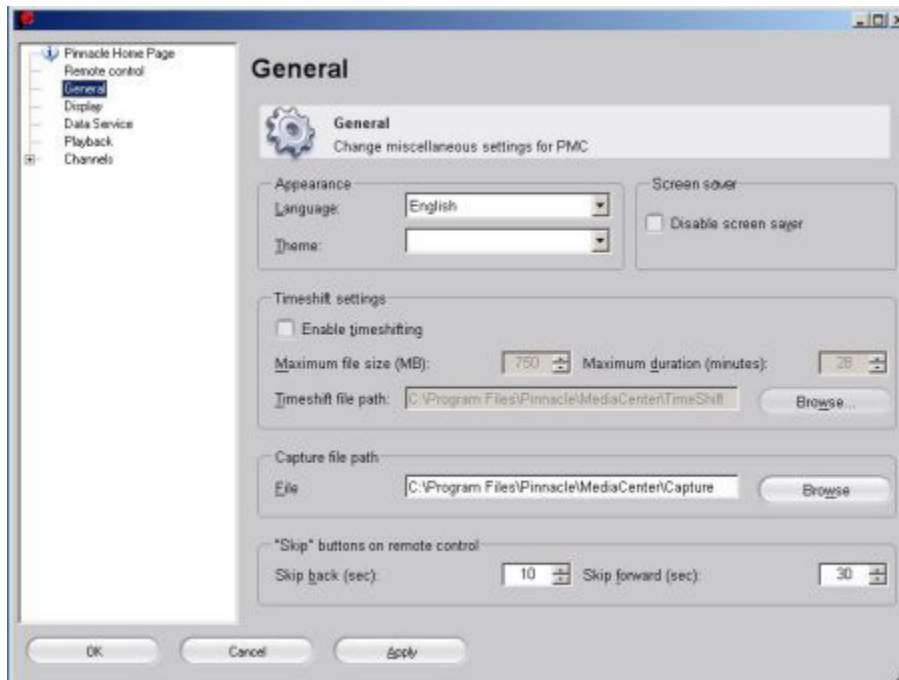 Pinnacle Home Page
Remote control
General
Display
Data Service
Playback
Channels
General
General
Change miscellaneous settings for PMC
Appearance
Language: English
Theme:
Screen saver
Disable screen saver
Timeshift settings
Enable timeshifting
Maximum file size (MB): 750 Maximum duration (minutes): 28
Timeshift file path: C:\Program Files\Pinnacle\MediaCenter\TimeShift Browse...
Capture file path
File C:\Program Files\Pinnacle\MediaCenter\Capture Browse
"Skip" buttons on remote control
Skip back (sec): 10 Skip forward (sec): 30
OK Cancel Apply